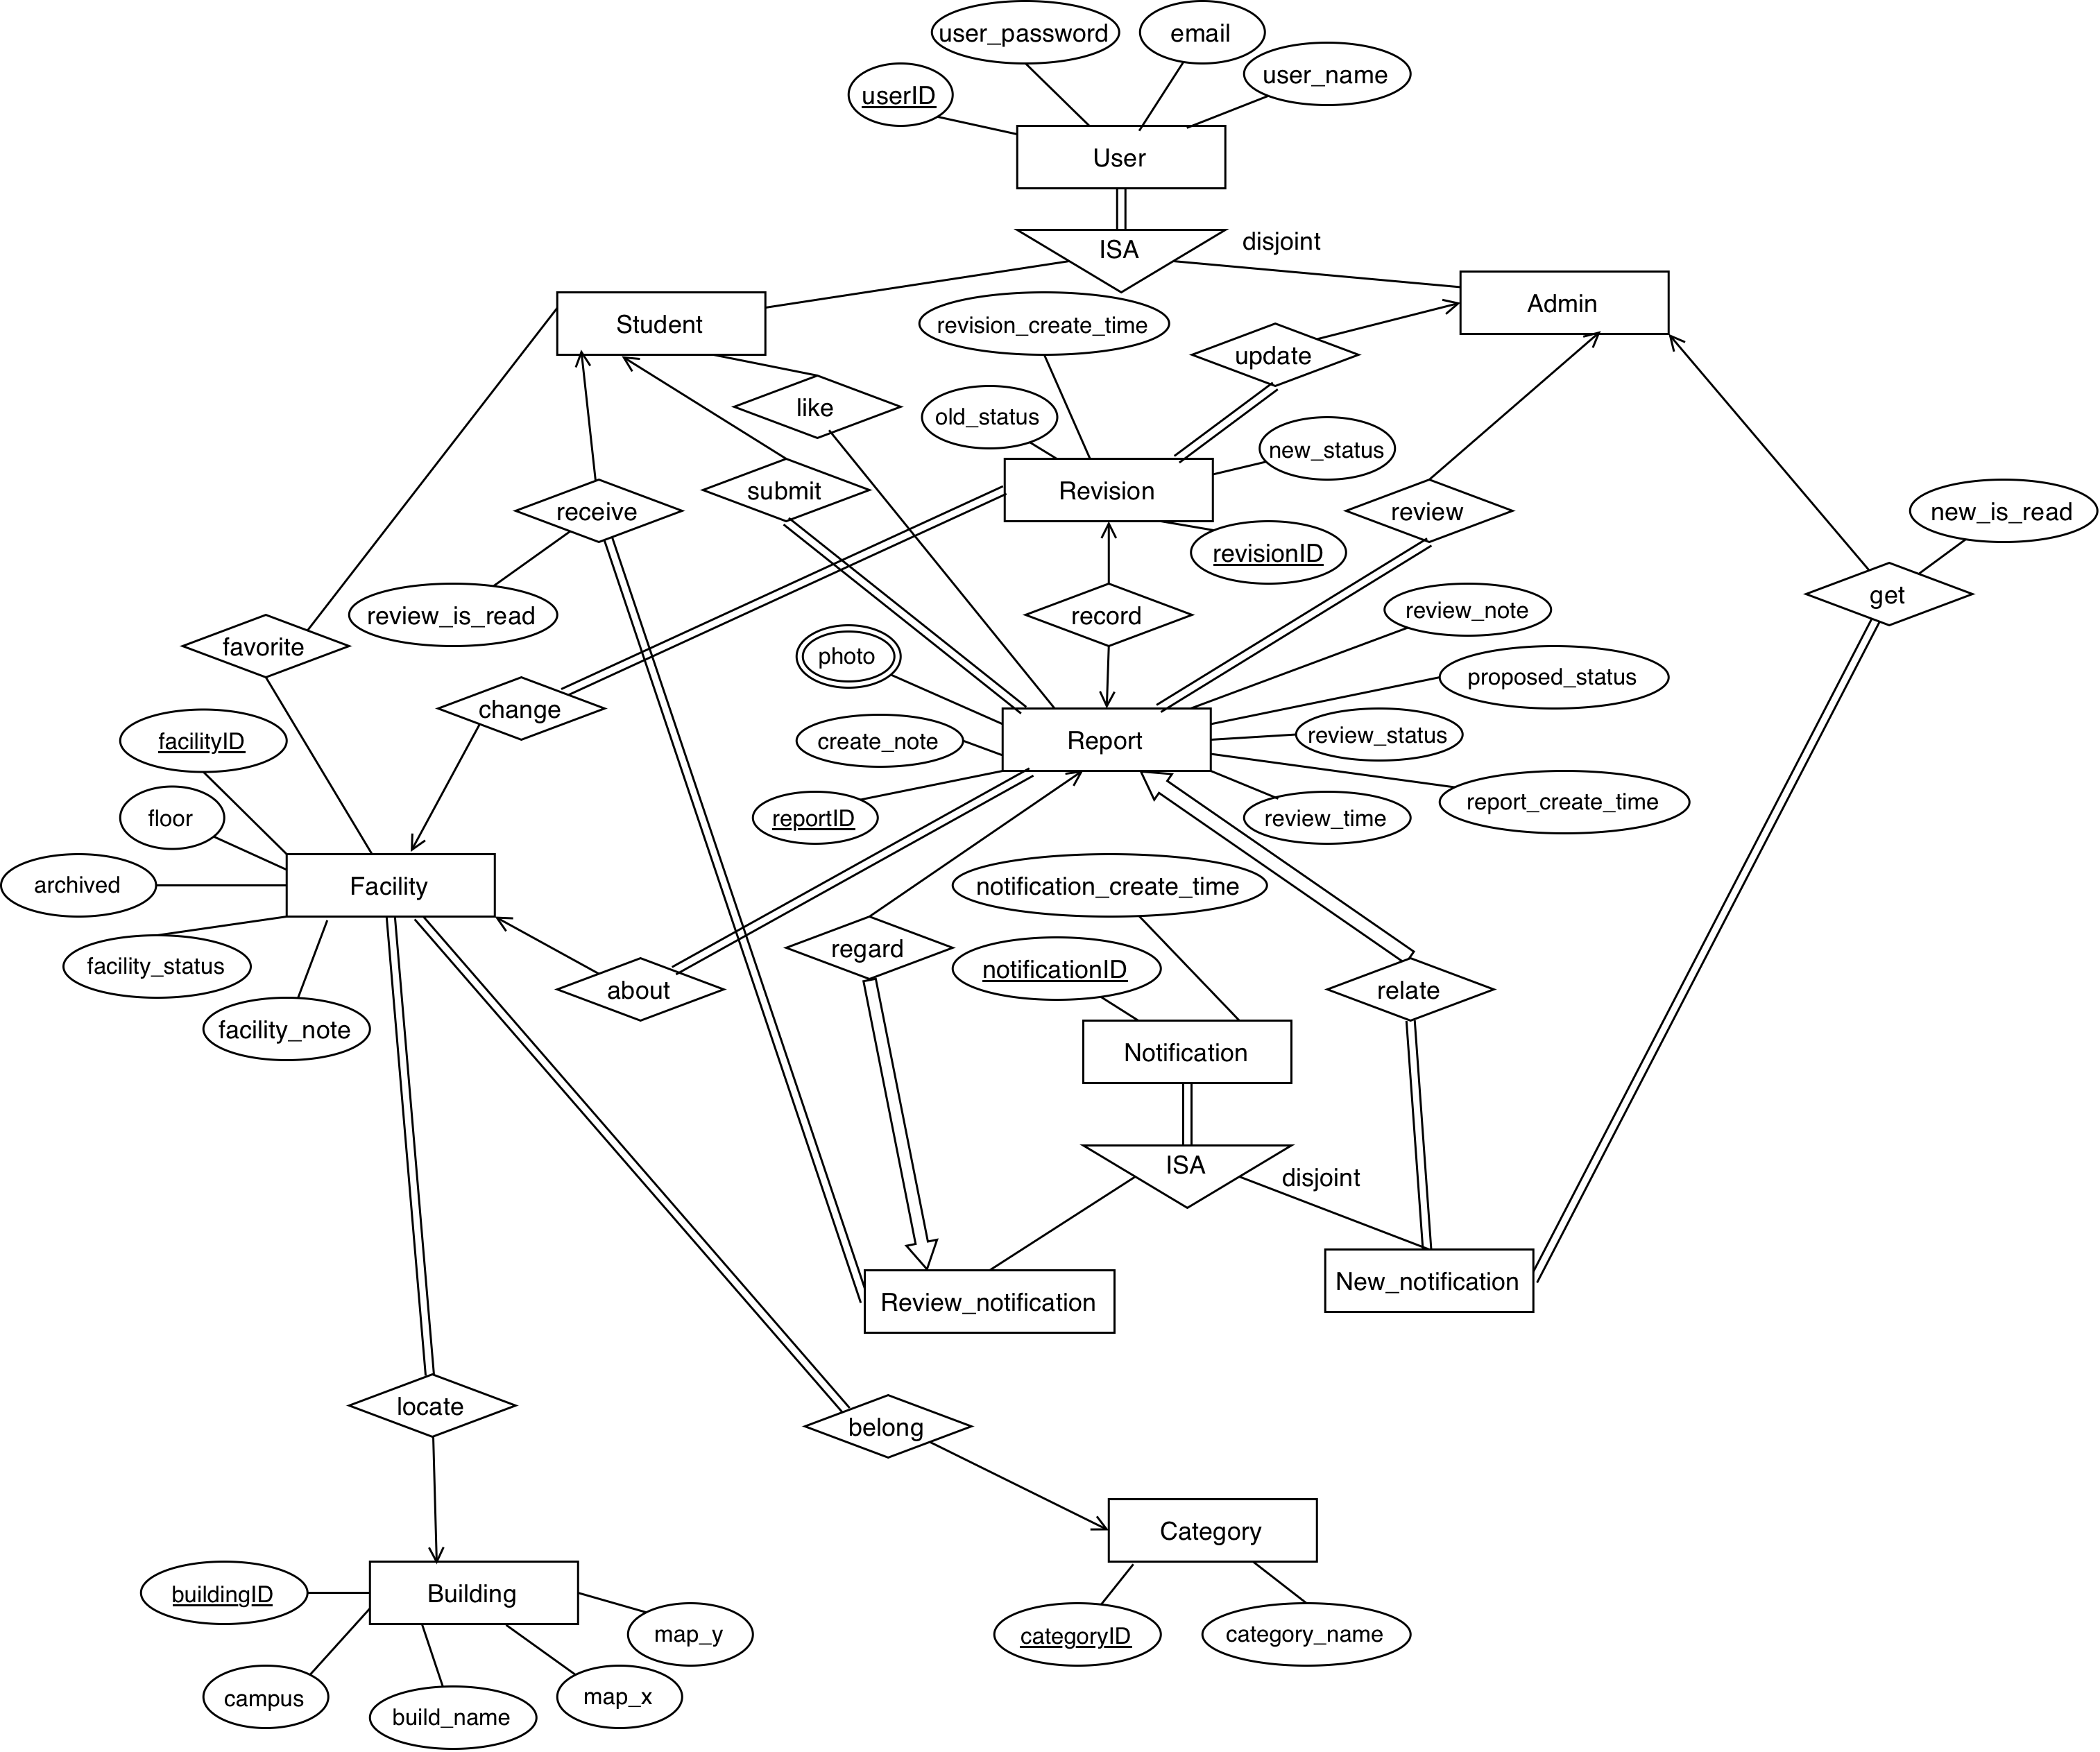 user_password
email
user_name
userID
User
ISA
disjoint
Admin
Student
revision_create_time
update
like
old_status
new_status
submit
Revision
receive
review
new_is_read
revisionID
get
review_is_read
record
review_note
favorite
photo
proposed_status
change
facilityID
create_note
Report
review_status
report_create_time
floor
reportID
review_time
archived
Facility
notification_create_time
regard
facility_status
notificationID
about
relate
facility_note
Notification
ISA
disjoint
New_notification
Review_notification
locate
belong
Category
buildingID
Building
map_y
categoryID
category_name
campus
map_x
build_name